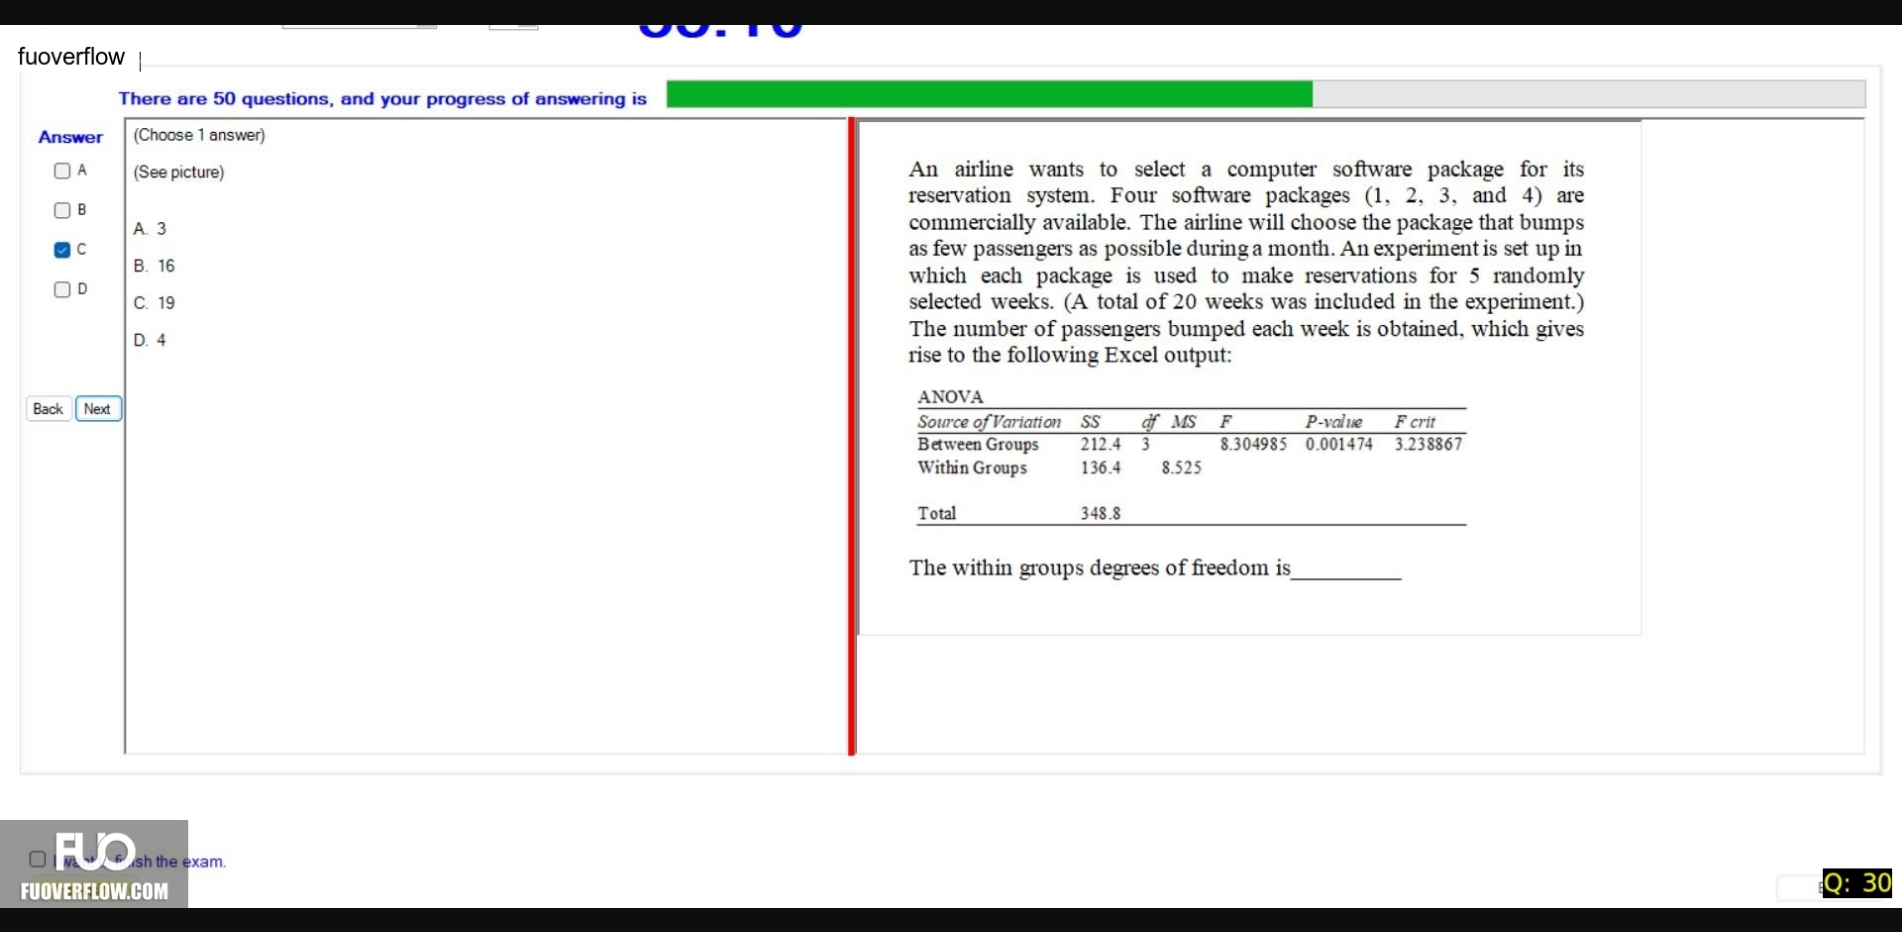 fuoverflow
There are 50 questions, and your progress of answering is
Answer
(Choose 1 answer)
A
(See picture)
B
C
D
A. 3
B. 16
C. 19
D. 4
Back Next
An airline wants to select a computer software package for its
reservation system. Four software packages (1, 2, 3, and 4) are
commercially available. The airline will choose the package that bumps
as few passengers as possible during a month. An experiment is set up in
which each package is used to make reservations for 5 randomly
selected weeks. (A total of 20 weeks was included in the experiment.)
The number of passengers bumped each week is obtained, which gives
rise to the following Excel output:
ANOVA
Source of Variation SS df MS F P-value F crit
Between Groups 212.4 3 8.304985 0.001474 3.238867
Within Groups 136.4 8.525
Total 348.8
The within groups degrees of freedom is__________
FUO
the exam.
FUOVERFLOW.COM
Q: 30